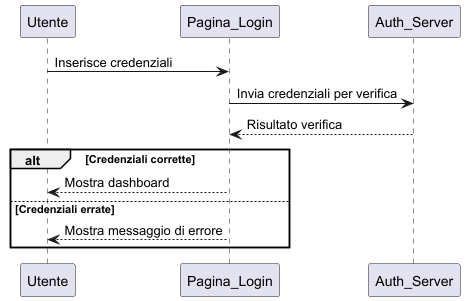 Utente Pagina_Login Auth_Server
Inserisce credenziali
Invia credenziali per verifica
Risultato verifica
alt [Credenziali corrette]
Mostra dashboard
[Credenziali errate]
Mostra messaggio di errore
Utente Pagina_Login Auth_Server